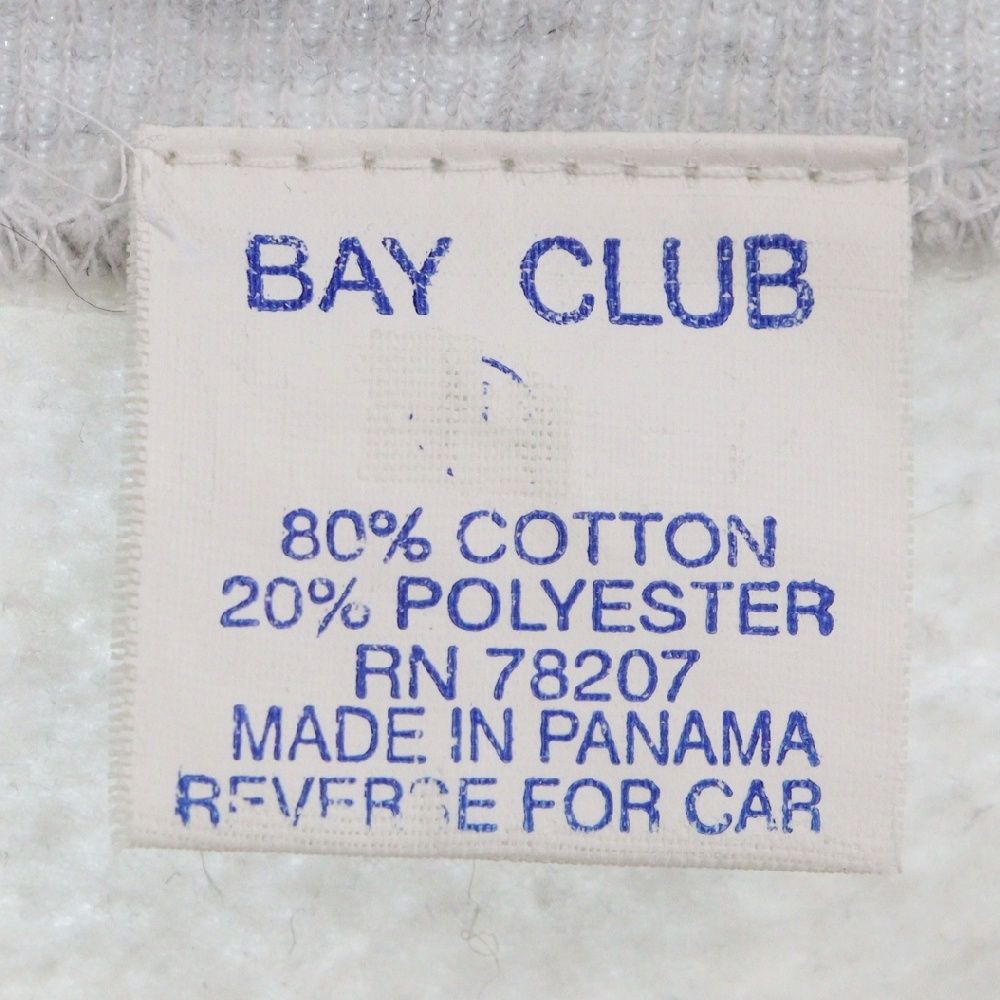 BAY CLUB
80% COTTON
20% POLYESTER
RN 78207
MADE IN PANAMA
REVERSE FOR CAR